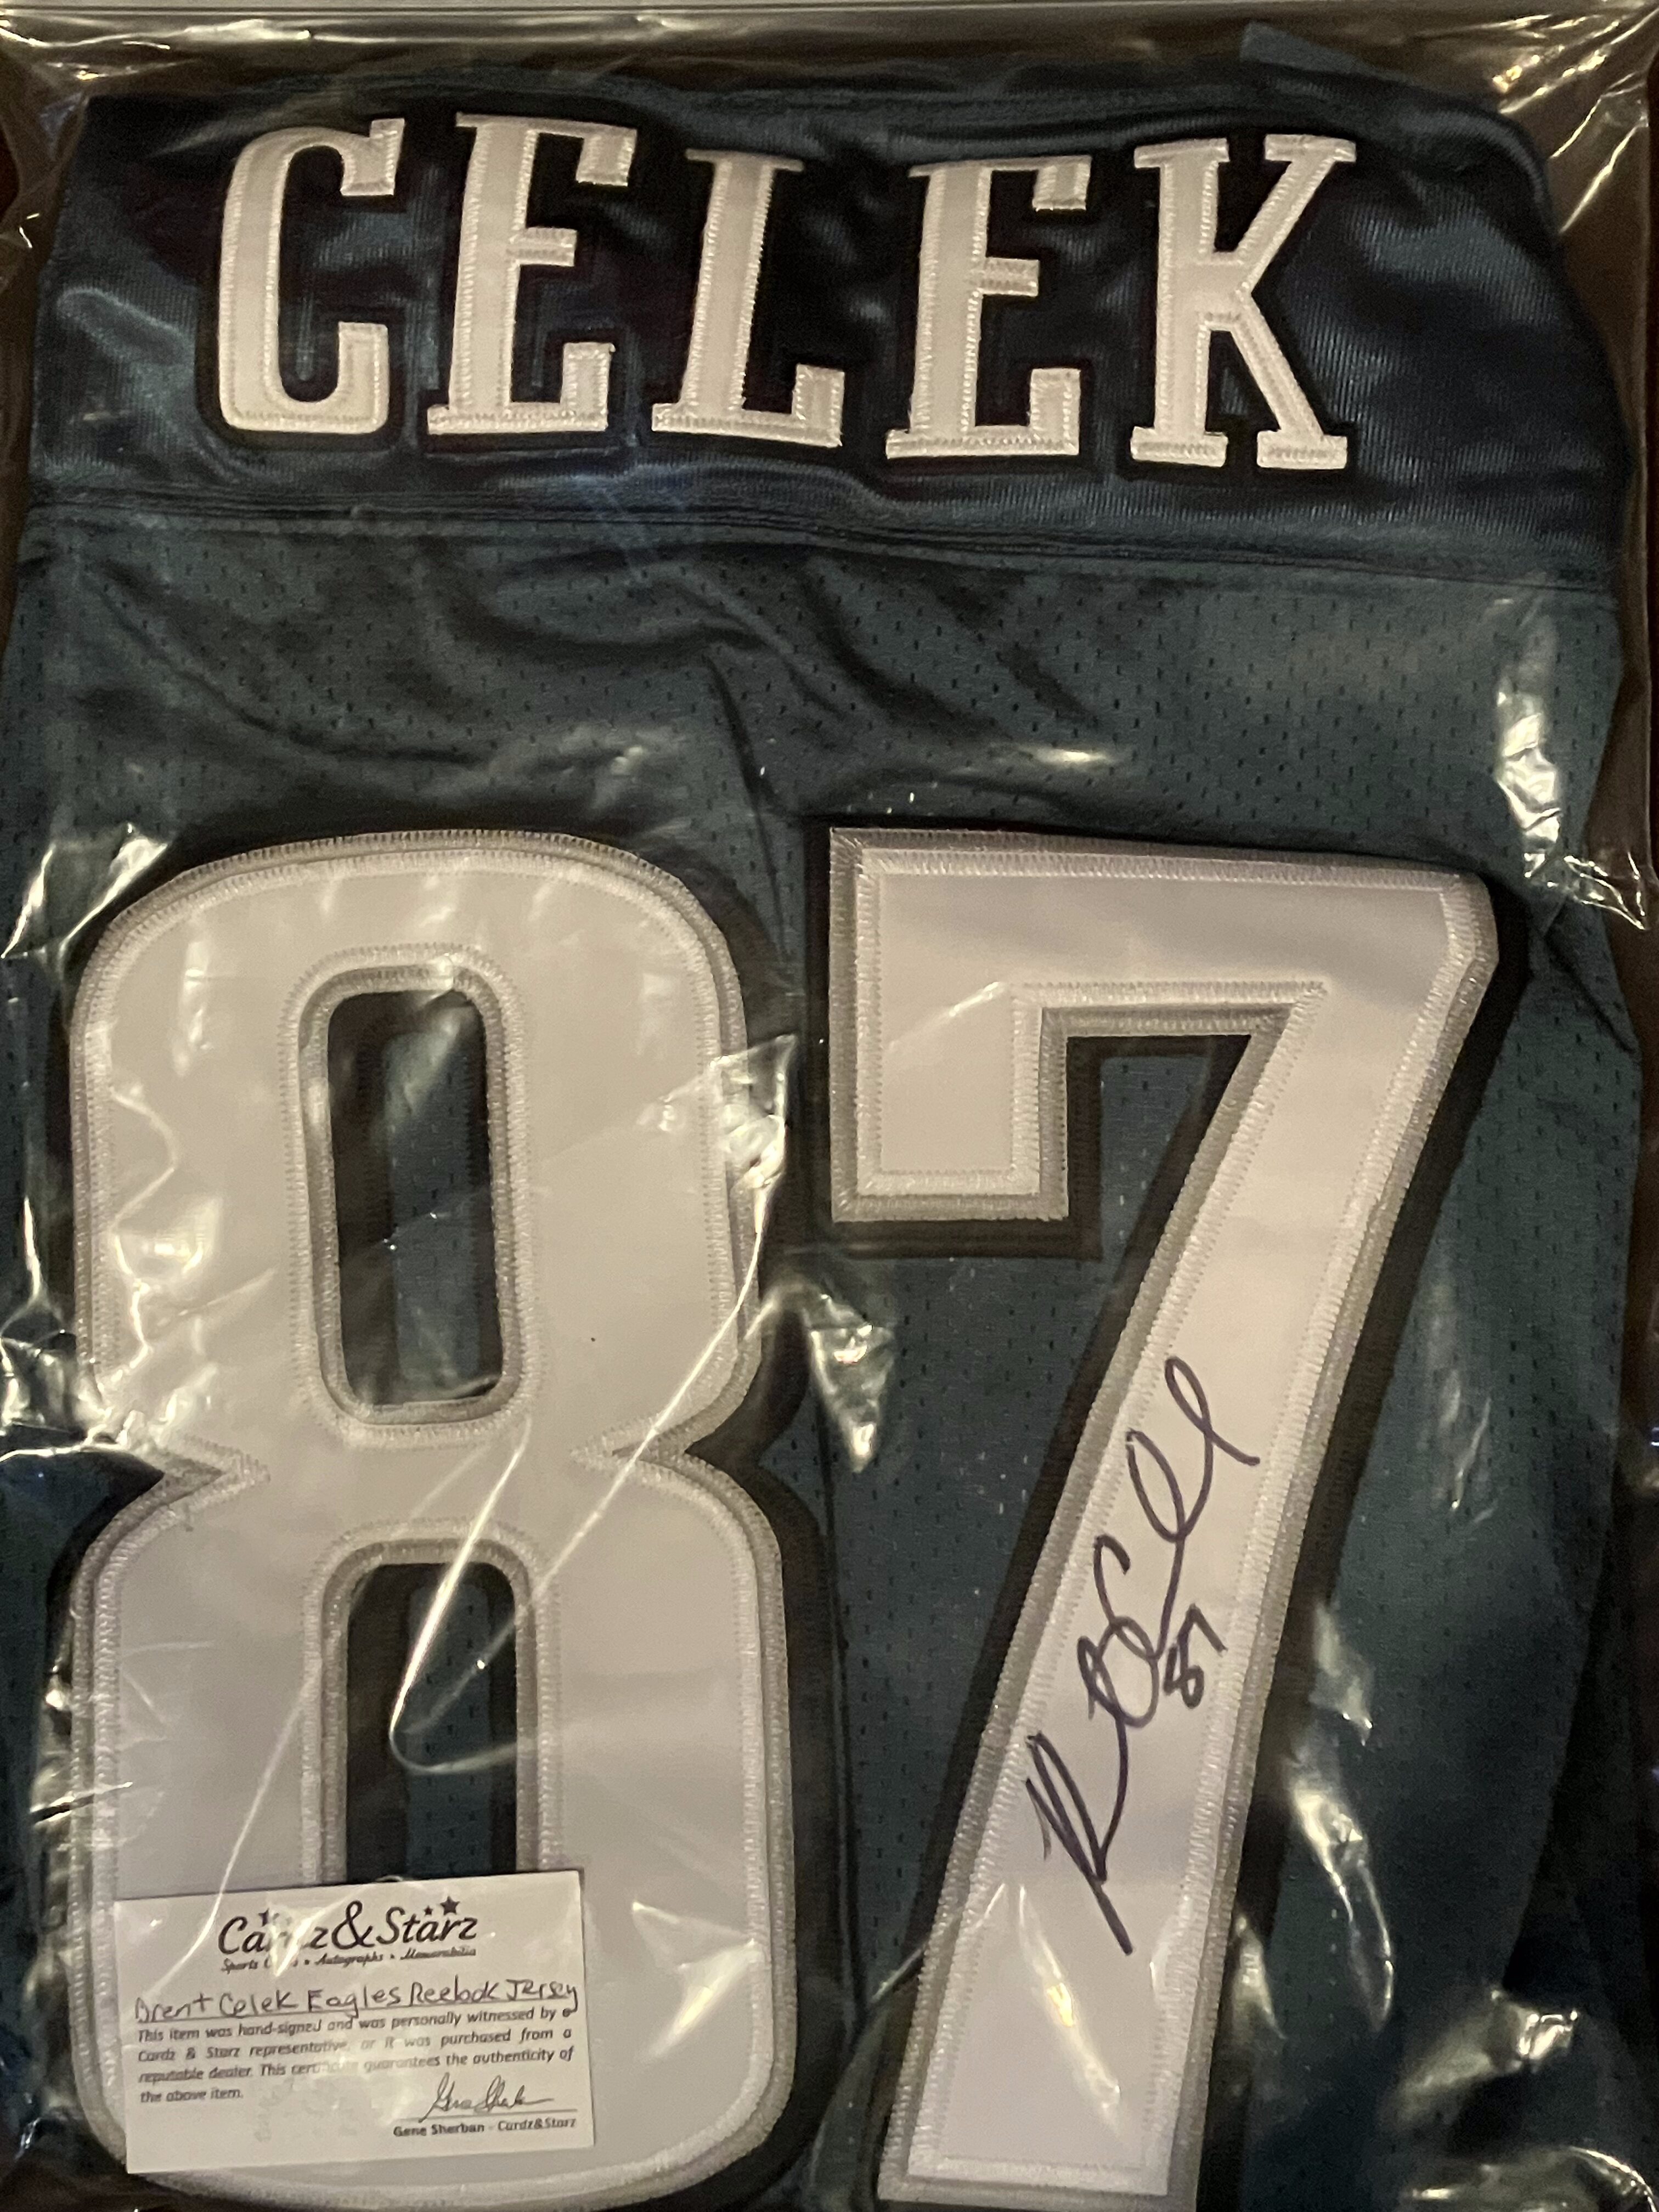 CELEK
87
87
Cardz&Starz
Sports Cards • Autographs • Memorabilia
Brent Celek Eagles Reebok Jersey
This item was hand-signed and was personally witnessed by a
Cardz & Starz representative, or it was purchased from a
reputable dealer. This certificate guarantees the authenticity of
the above item.
Gene Sherban - Cardz&Starz